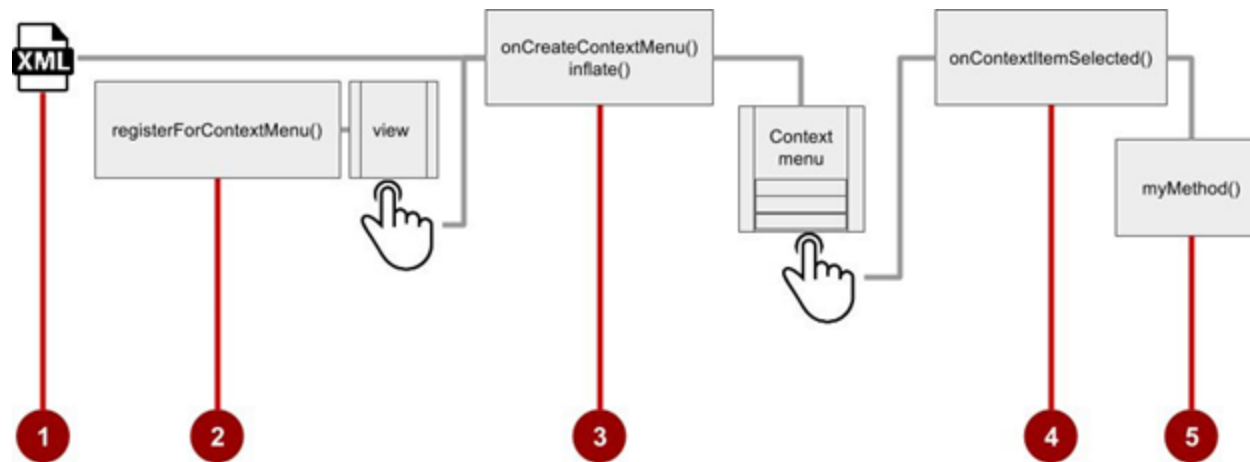 XML
registerForContextMenu()
view
onCreateContextMenu()
inflate()
Context
menu
onContextItemSelected()
myMethod()
1
2
3
4
5